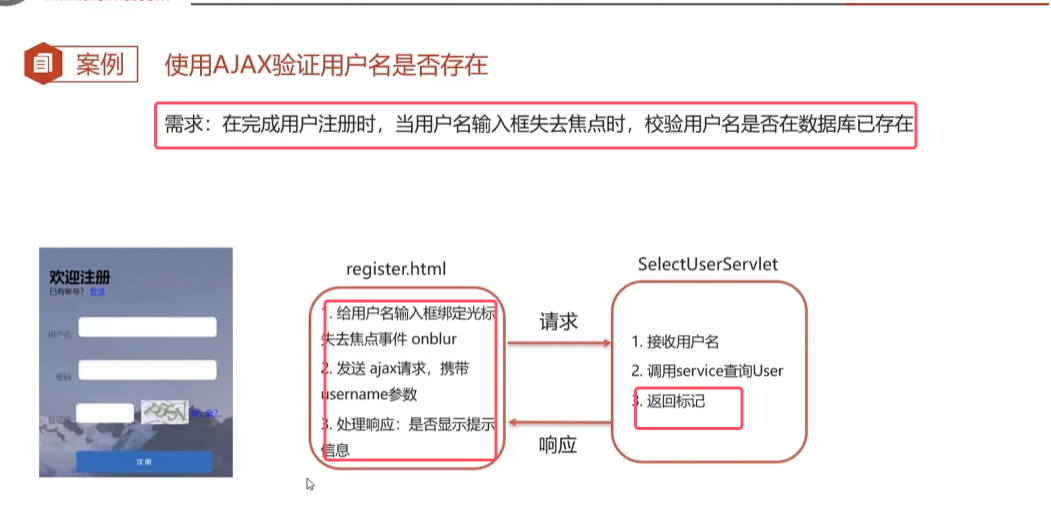 案例
使用AJAX验证用户名是否存在
需求：在完成用户注册时，当用户名输入框失去焦点时，校验用户名是否在数据库已存在
欢迎注册
已有帐号？ 登录
用户名
密码
验证码
注册
register.html
1. 给用户名输入框绑定光标
失去焦点事件 onblur
2. 发送 ajax请求，携带
username参数
3. 处理响应：是否显示提示
信息
请求
响应
SelectUserServlet
1. 接收用户名
2. 调用service查询User
3. 返回标记